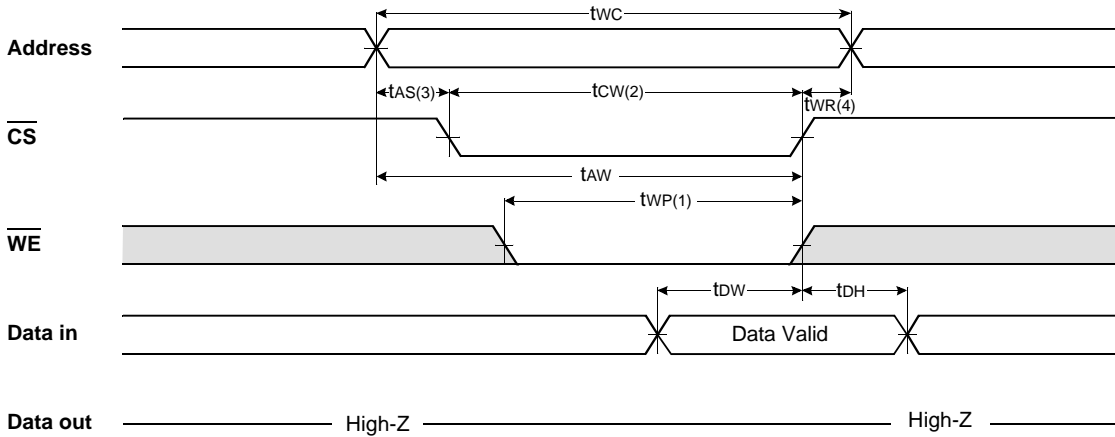 tWC
Address
tAS(3) tCW(2) tWR(4)
CS
tAW
tWP(1)
WE
tDW tDH
Data in Data Valid
Data out High-Z High-Z